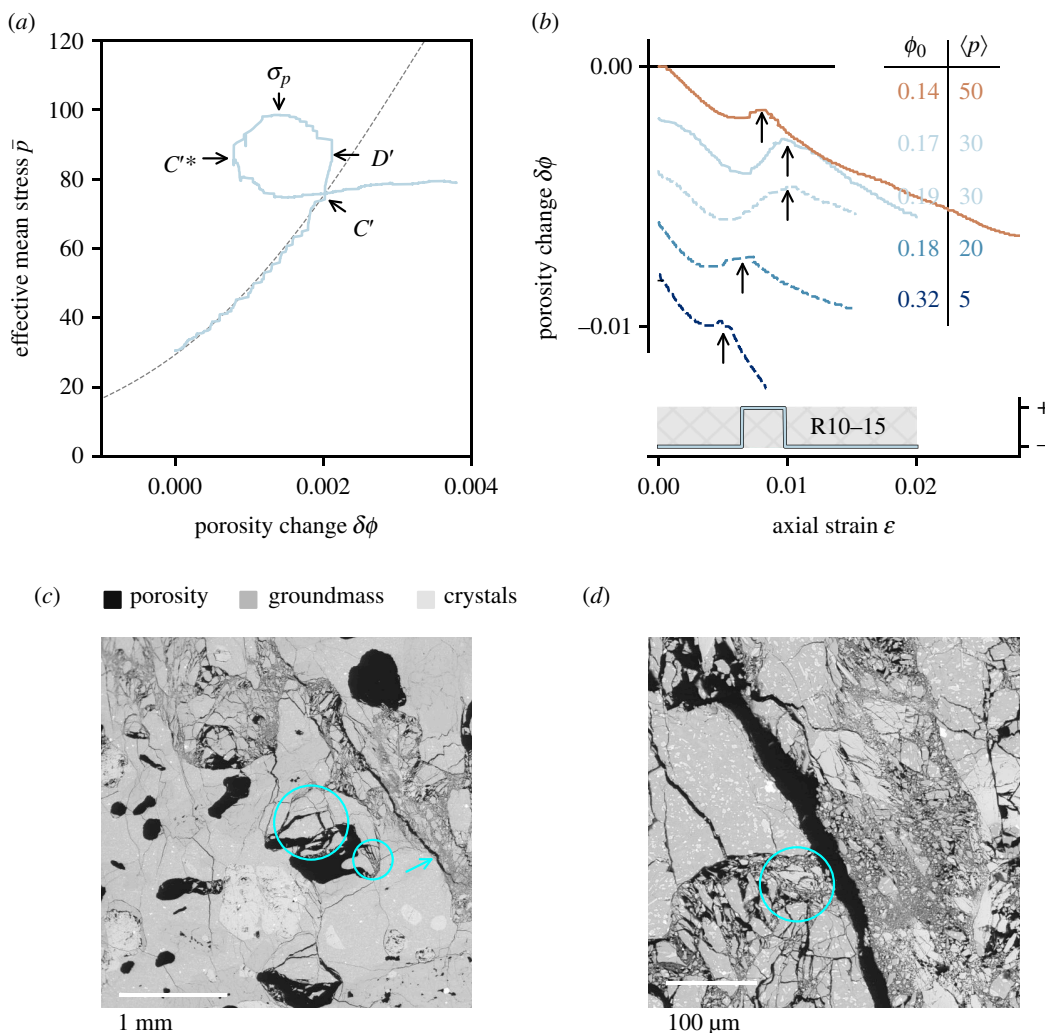 (a)
120
100
80
60
40
20
0
effective mean stress p̄
σp
C′*
D′
C′
0.000 0.002 0.004
porosity change δϕ
(b)
0.00
−0.01
porosity change δϕ
ϕ0 ⟨p⟩
0.14 50
0.17 30
0.19 30
0.18 20
0.32 5
R10–15
+
−
0.00 0.01 0.02
axial strain ε
(c) porosity groundmass crystals
1 mm
(d)
100 µm